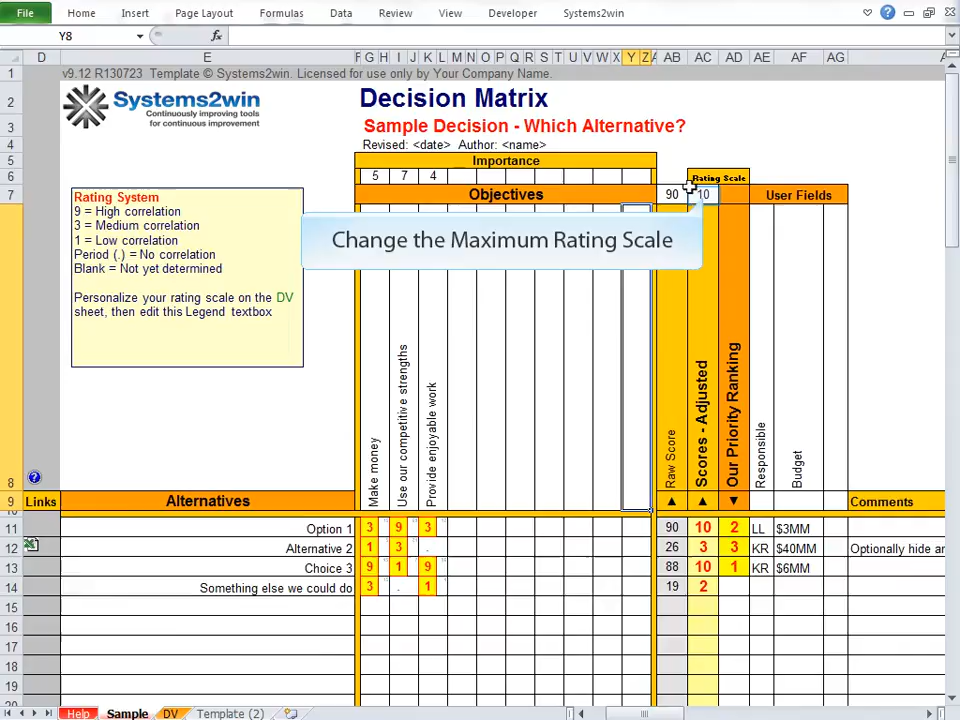 File Home Insert Page Layout Formulas Data Review View Developer Systems2win
Y8 fx
D E F G H I J K L M N O P Q R S T U V W X Y Z AB AC AD AE AF AG
1 v9.12 R130723 Template © Systems2win. Licensed for use only by Your Company Name.
2 Systems2win Decision Matrix
Continuously improving tools
for continuous improvement
3 Sample Decision - Which Alternative?
4 Revised: <date> Author: <name>
5 Importance
6 5 7 4 Rating Scale
7 Objectives 90 10 User Fields
Rating System
9 = High correlation
3 = Medium correlation
1 = Low correlation
Period (.) = No correlation
Blank = Not yet determined
Personalize your rating scale on the DV
sheet, then edit this Legend textbox
Change the Maximum Rating Scale
Make money
Use our competitive strengths
Provide enjoyable work
Raw Score
Scores - Adjusted
Our Priority Ranking
Responsible
Budget
8 ?
9 Links Alternatives ▲ ▲ ▼ Comments
10
11 Option 1 3 9 3 90 10 2 LL $3MM
12 Alternative 2 1 3 . 26 3 3 KR $40MM Optionally hide ar
13 Choice 3 9 1 9 88 10 1 KR $6MM
14 Something else we could do 3 . 1 19 2
15
16
17
18
19
20
Help Sample DV Template (2)